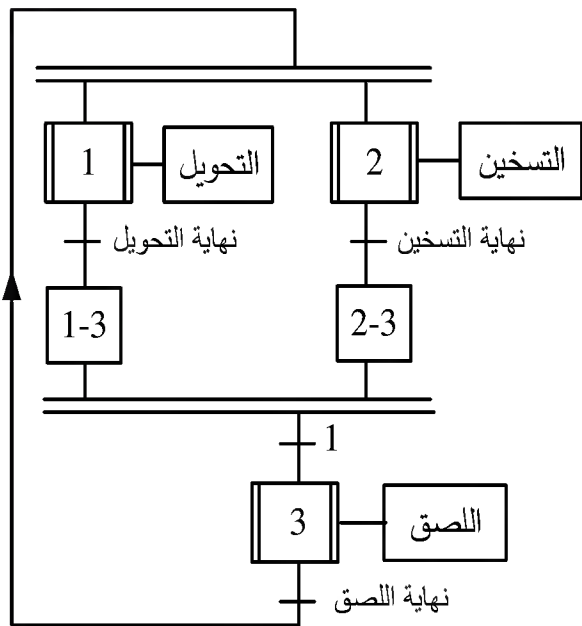 1
التحويل
2
التسخين
نهاية التحويل
نهاية التسخين
1-3
2-3
1
3
اللصق
نهاية اللصق